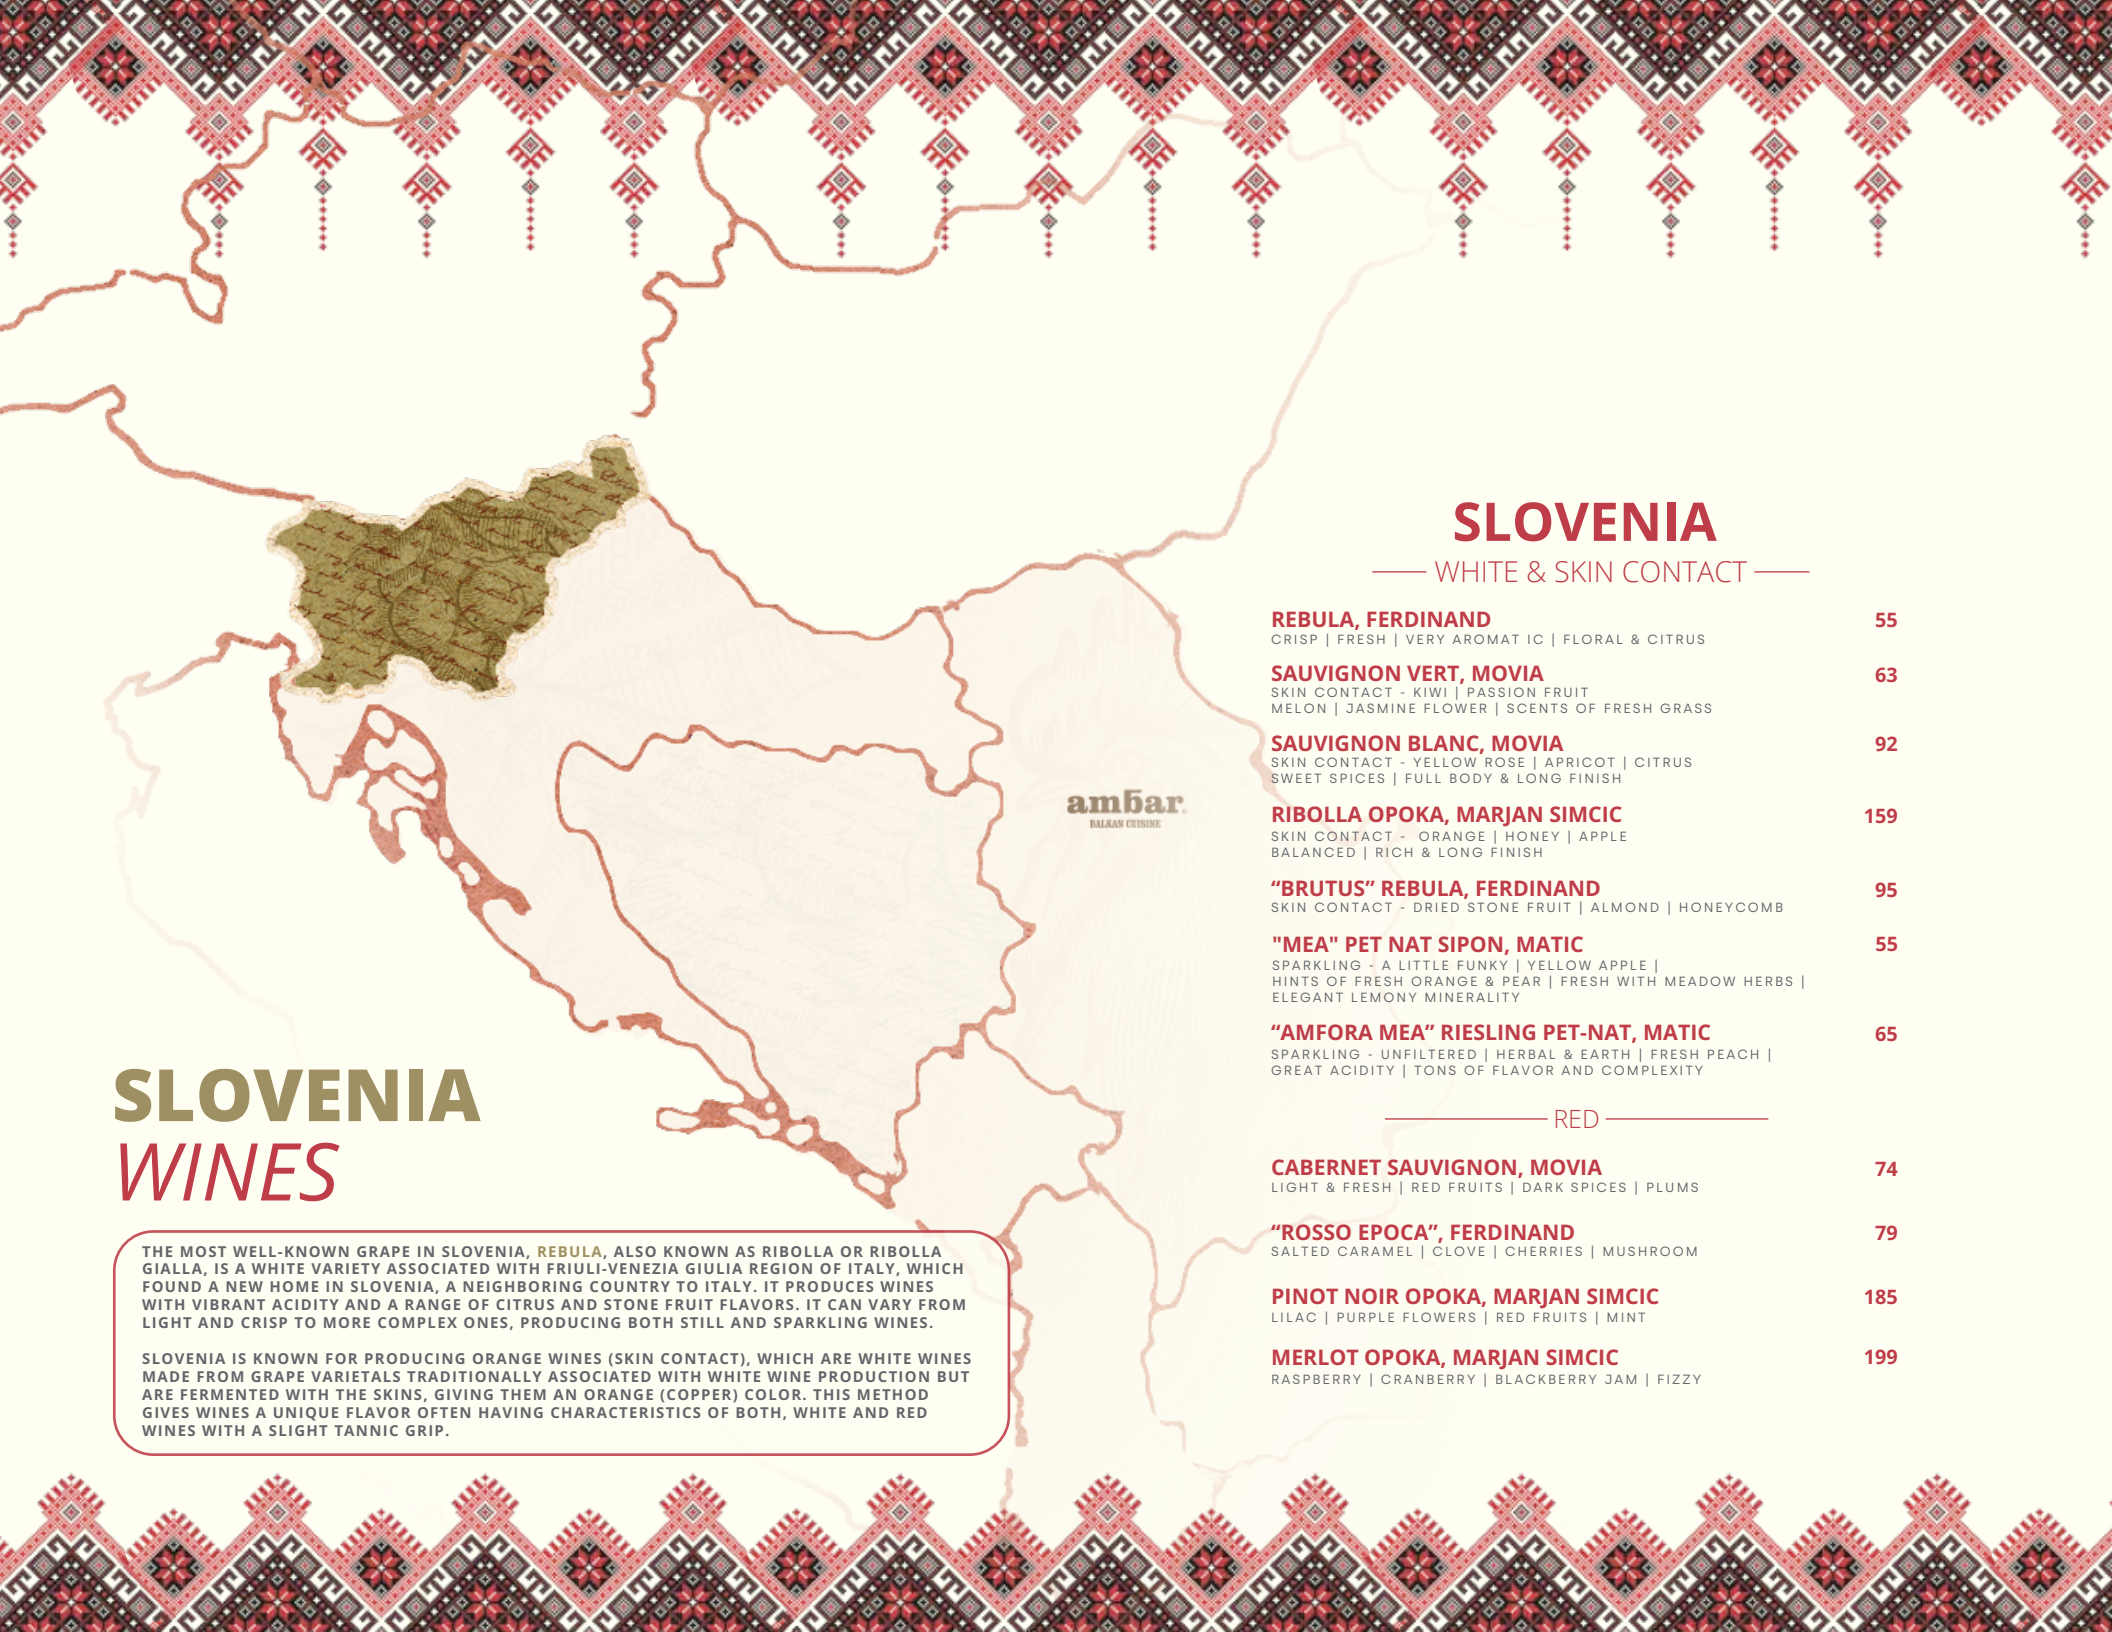 SLOVENIA
WINES
THE MOST WELL-KNOWN GRAPE IN SLOVENIA, REBULA, ALSO KNOWN AS RIBOLLA OR RIBOLLA
GIALLA, IS A WHITE VARIETY ASSOCIATED WITH FRIULI-VENEZIA GIULIA REGION OF ITALY, WHICH
FOUND A NEW HOME IN SLOVENIA, A NEIGHBORING COUNTRY TO ITALY. IT PRODUCES WINES
WITH VIBRANT ACIDITY AND A RANGE OF CITRUS AND STONE FRUIT FLAVORS. IT CAN VARY FROM
LIGHT AND CRISP TO MORE COMPLEX ONES, PRODUCING BOTH STILL AND SPARKLING WINES.
SLOVENIA IS KNOWN FOR PRODUCING ORANGE WINES (SKIN CONTACT), WHICH ARE WHITE WINES
MADE FROM GRAPE VARIETALS TRADITIONALLY ASSOCIATED WITH WHITE WINE PRODUCTION BUT
ARE FERMENTED WITH THE SKINS, GIVING THEM AN ORANGE (COPPER) COLOR. THIS METHOD
GIVES WINES A UNIQUE FLAVOR OFTEN HAVING CHARACTERISTICS OF BOTH, WHITE AND RED
WINES WITH A SLIGHT TANNIC GRIP.
ambar
BALKAN CUISINE
SLOVENIA
WHITE & SKIN CONTACT
REBULA, FERDINAND 55
CRISP | FRESH | VERY AROMAT IC | FLORAL & CITRUS
SAUVIGNON VERT, MOVIA 63
SKIN CONTACT - KIWI | PASSION FRUIT
MELON | JASMINE FLOWER | SCENTS OF FRESH GRASS
SAUVIGNON BLANC, MOVIA 92
SKIN CONTACT - YELLOW ROSE | APRICOT | CITRUS
SWEET SPICES | FULL BODY & LONG FINISH
RIBOLLA OPOKA, MARJAN SIMCIC 159
SKIN CONTACT - ORANGE | HONEY | APPLE
BALANCED | RICH & LONG FINISH
“BRUTUS” REBULA, FERDINAND 95
SKIN CONTACT - DRIED STONE FRUIT | ALMOND | HONEYCOMB
"MEA" PET NAT SIPON, MATIC 55
SPARKLING - A LITTLE FUNKY | YELLOW APPLE |
HINTS OF FRESH ORANGE & PEAR | FRESH WITH MEADOW HERBS |
ELEGANT LEMONY MINERALITY
“AMFORA MEA” RIESLING PET-NAT, MATIC 65
SPARKLING - UNFILTERED | HERBAL & EARTH | FRESH PEACH |
GREAT ACIDITY | TONS OF FLAVOR AND COMPLEXITY
RED
CABERNET SAUVIGNON, MOVIA 74
LIGHT & FRESH | RED FRUITS | DARK SPICES | PLUMS
“ROSSO EPOCA”, FERDINAND 79
SALTED CARAMEL | CLOVE | CHERRIES | MUSHROOM
PINOT NOIR OPOKA, MARJAN SIMCIC 185
LILAC | PURPLE FLOWERS | RED FRUITS | MINT
MERLOT OPOKA, MARJAN SIMCIC 199
RASPBERRY | CRANBERRY | BLACKBERRY JAM | FIZZY